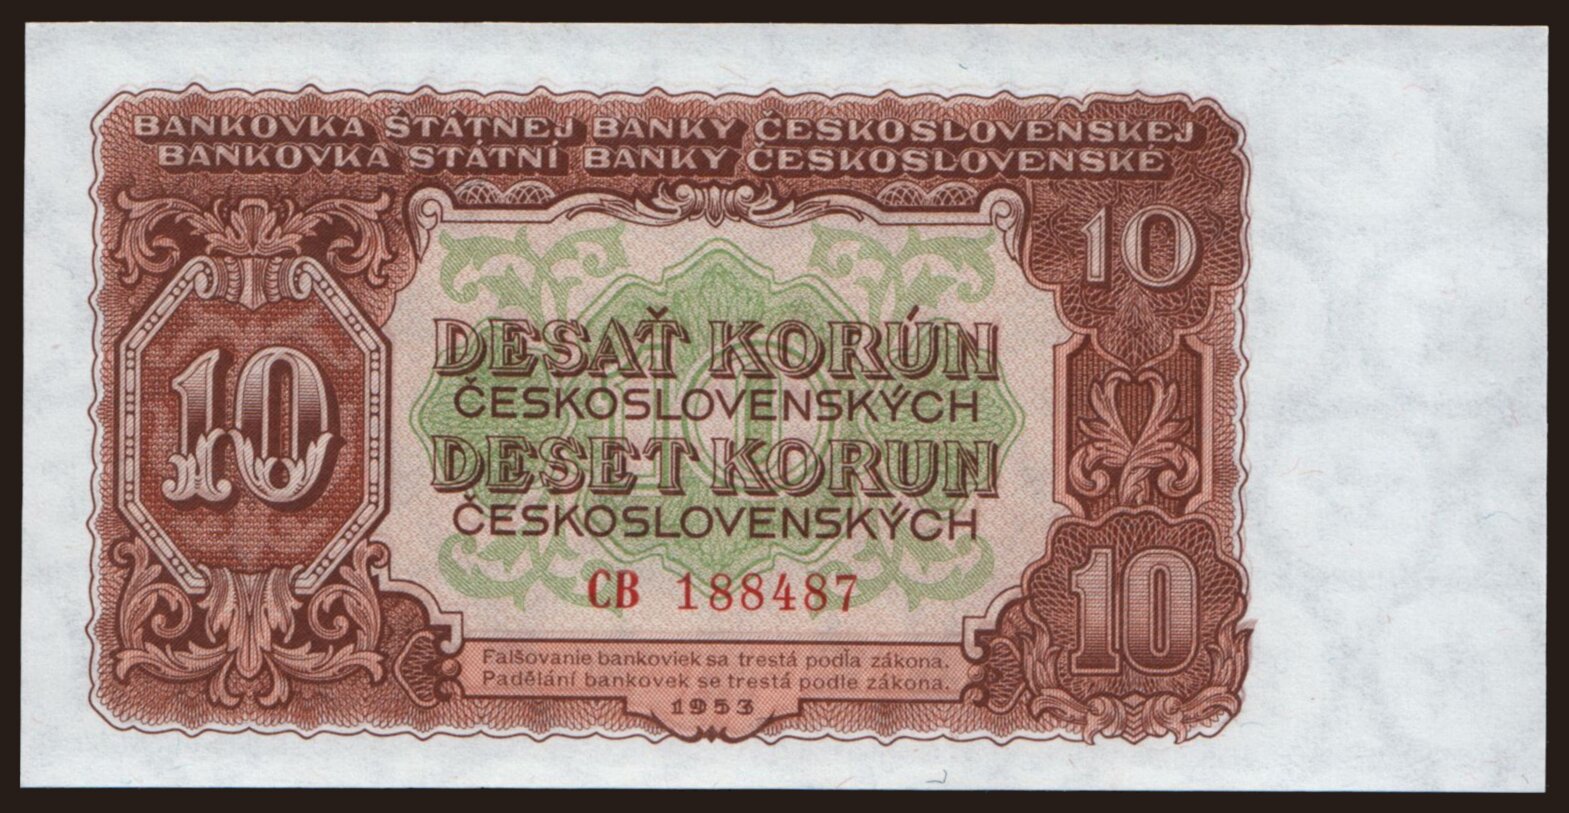 BANKOVKA ŠTÁTNEJ BANKY ČESKOSLOVENSKEJ
BANKOVKA STÁTNÍ BANKY ČESKOSLOVENSKÉ
10
10
DESAŤ KORÚN
ČESKOSLOVENSKÝCH
DESET KORUN
ČESKOSLOVENSKÝCH
10
CB 188487
Falšovanie bankoviek sa trestá podľa zákona.
Padělání bankovek se trestá podle zákona.
1953